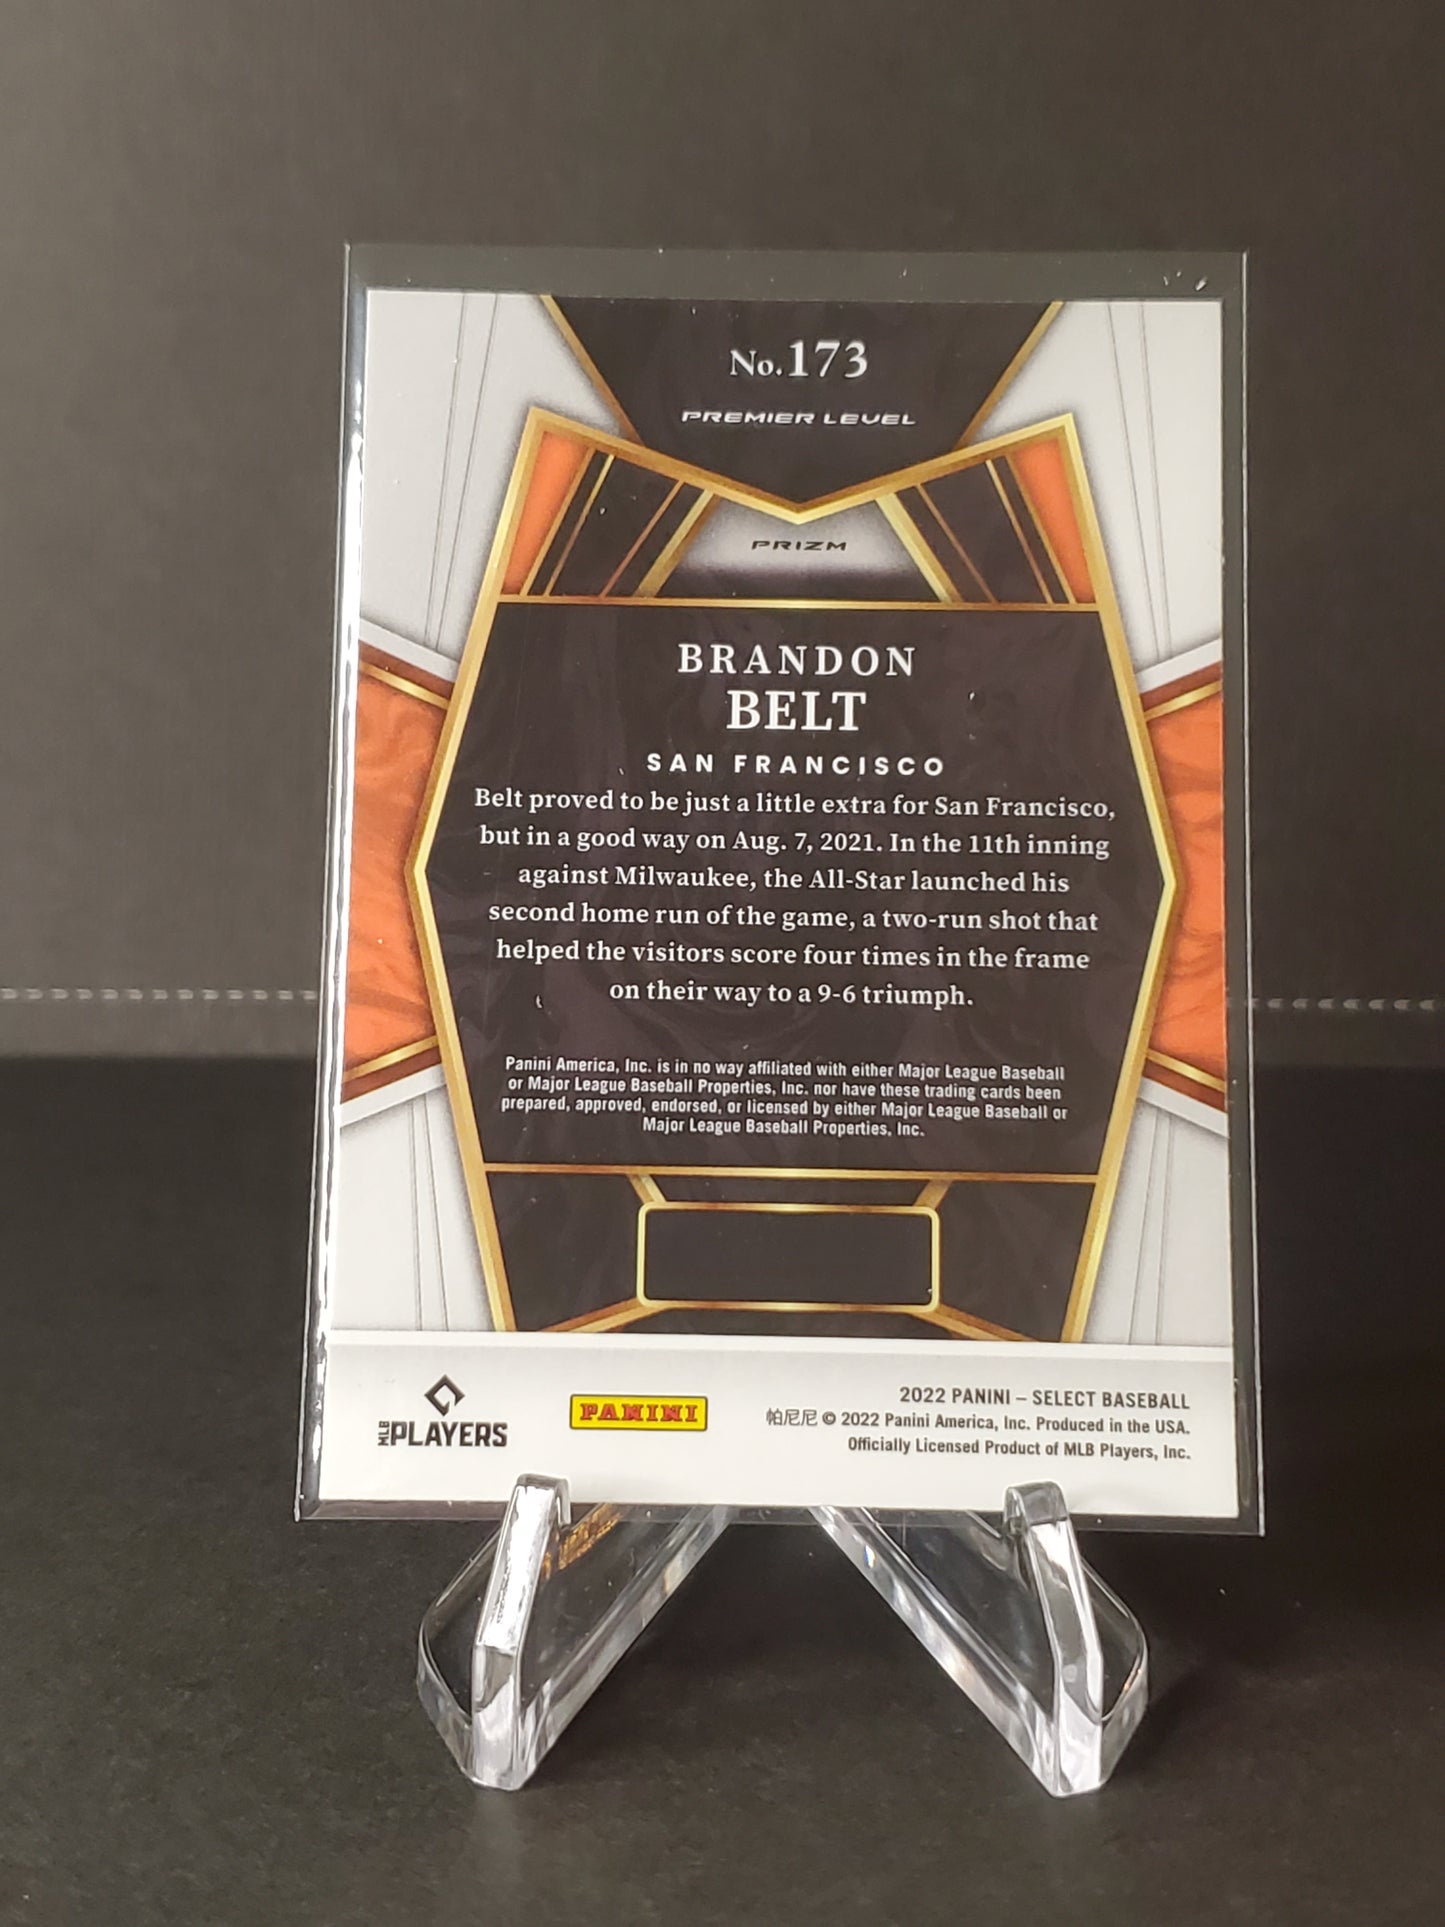 No.173
PREMIER LEVEL
PRIZM
BRANDON
BELT
SAN FRANCISCO
Belt proved to be just a little extra for San Francisco,
but in a good way on Aug. 7, 2021. In the 11th inning
against Milwaukee, the All-Star launched his
second home run of the game, a two-run shot that
helped the visitors score four times in the frame
on their way to a 9-6 triumph.
Panini America, Inc. is in no way affiliated with either Major League Baseball
or Major League Baseball Properties, Inc. nor have these trading cards been
prepared, approved, endorsed, or licensed by either Major League Baseball or
Major League Baseball Properties, Inc.
MLB PLAYERS
PANINI
2022 PANINI – SELECT BASEBALL
帕尼尼 © 2022 Panini America, Inc. Produced in the USA.
Officially Licensed Product of MLB Players, Inc.